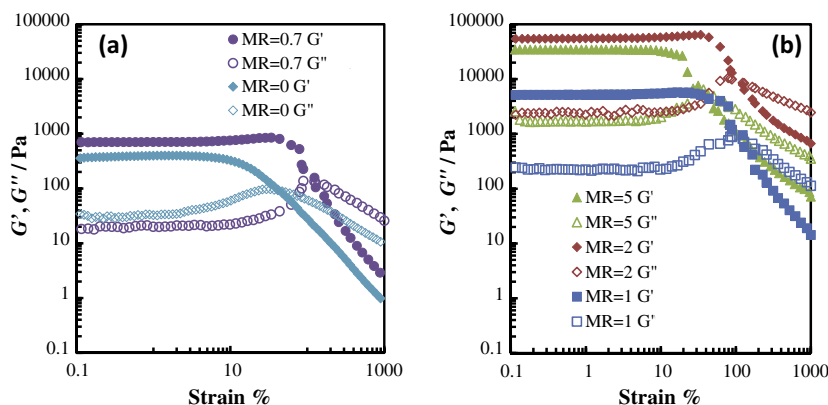 (a)
MR=0.7 G'
MR=0.7 G"
MR=0 G'
MR=0 G"
100000
10000
1000
100
10
1
0.1
G', G" / Pa
0.1
10
1000
Strain %
(b)
100000
10000
1000
100
10
1
0.1
G', G" / Pa
MR=5 G'
MR=5 G"
MR=2 G'
MR=2 G"
MR=1 G'
MR=1 G"
0.1
1
10
100
1000
Strain %